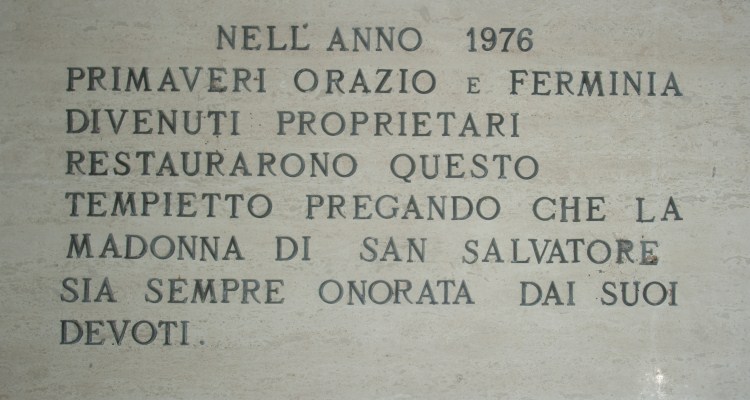 NELL' ANNO 1976
PRIMAVERI ORAZIO E FERMINIA
DIVENUTI PROPRIETARI
RESTAURARONO QUESTO
TEMPIETTO PREGANDO CHE LA
MADONNA DI SAN SALVATORE
SIA SEMPRE ONORATA DAI SUOI
DEVOTI.